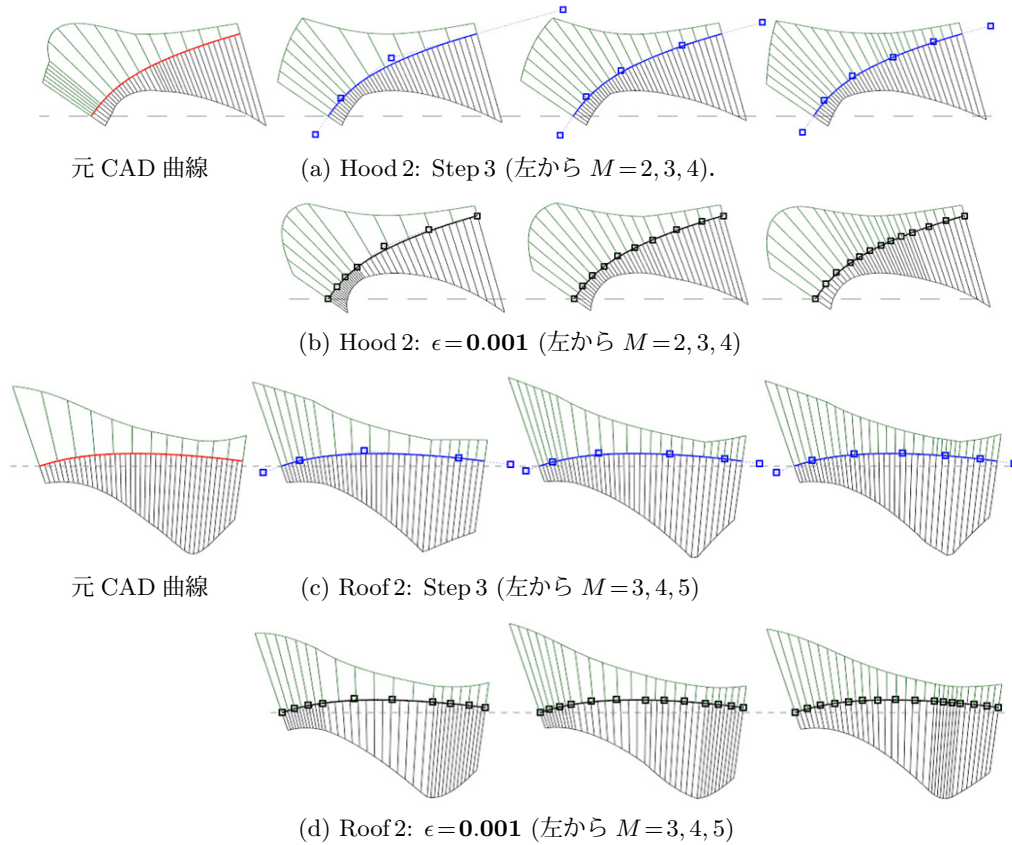 元 CAD 曲線
(a) Hood 2: Step 3 (左から M=2, 3, 4).
(b) Hood 2: ϵ=0.001 (左から M=2, 3, 4)
元 CAD 曲線
(c) Roof 2: Step 3 (左から M=3, 4, 5)
(d) Roof 2: ϵ=0.001 (左から M=3, 4, 5)